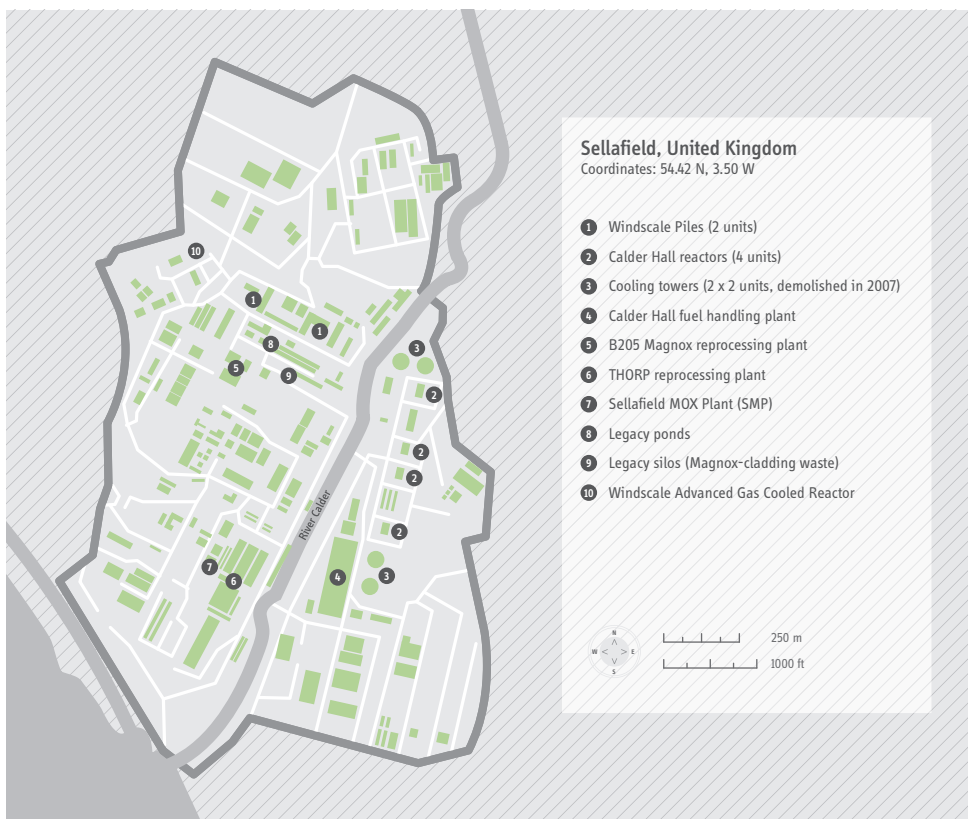 Sellafield, United Kingdom
Coordinates: 54.42 N, 3.50 W
1 Windscale Piles (2 units)
2 Calder Hall reactors (4 units)
3 Cooling towers (2 x 2 units, demolished in 2007)
4 Calder Hall fuel handling plant
5 B205 Magnox reprocessing plant
6 THORP reprocessing plant
7 Sellafield MOX Plant (SMP)
8 Legacy ponds
9 Legacy silos (Magnox-cladding waste)
10 Windscale Advanced Gas Cooled Reactor
10
1
1
8
3
5
9
2
2
2
River Calder
2
7
6
4
3
N
W E
S
250 m
1000 ft